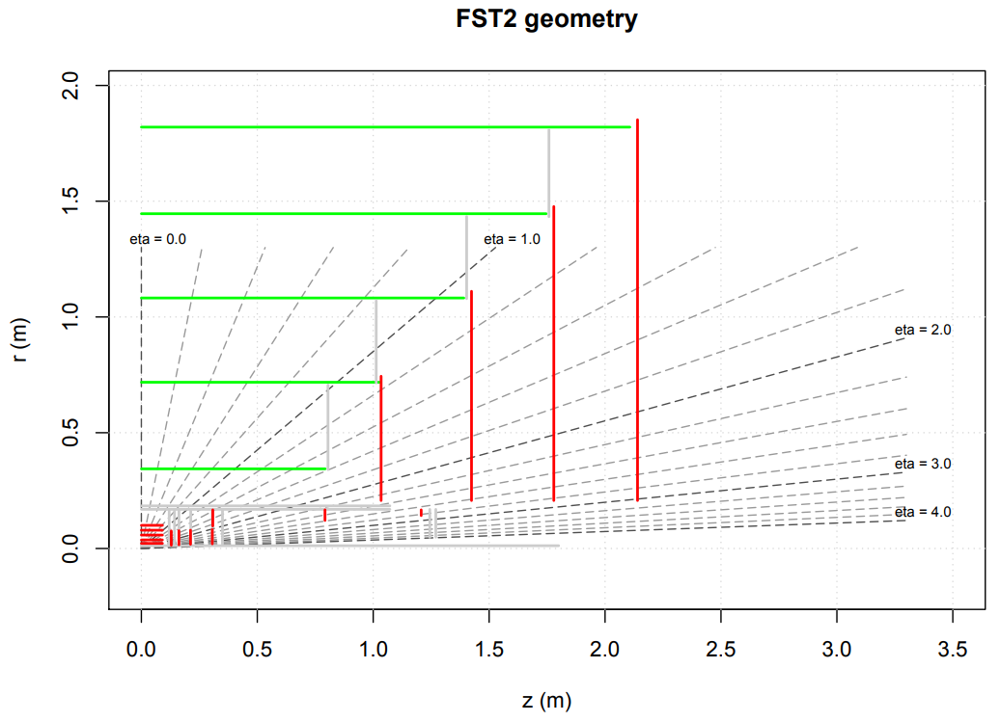 FST2 geometry
2.0
1.5
1.0
0.5
0.0
r (m)
eta = 0.0
eta = 1.0
eta = 2.0
eta = 3.0
eta = 4.0
0.0 0.5 1.0 1.5 2.0 2.5 3.0 3.5
z (m)